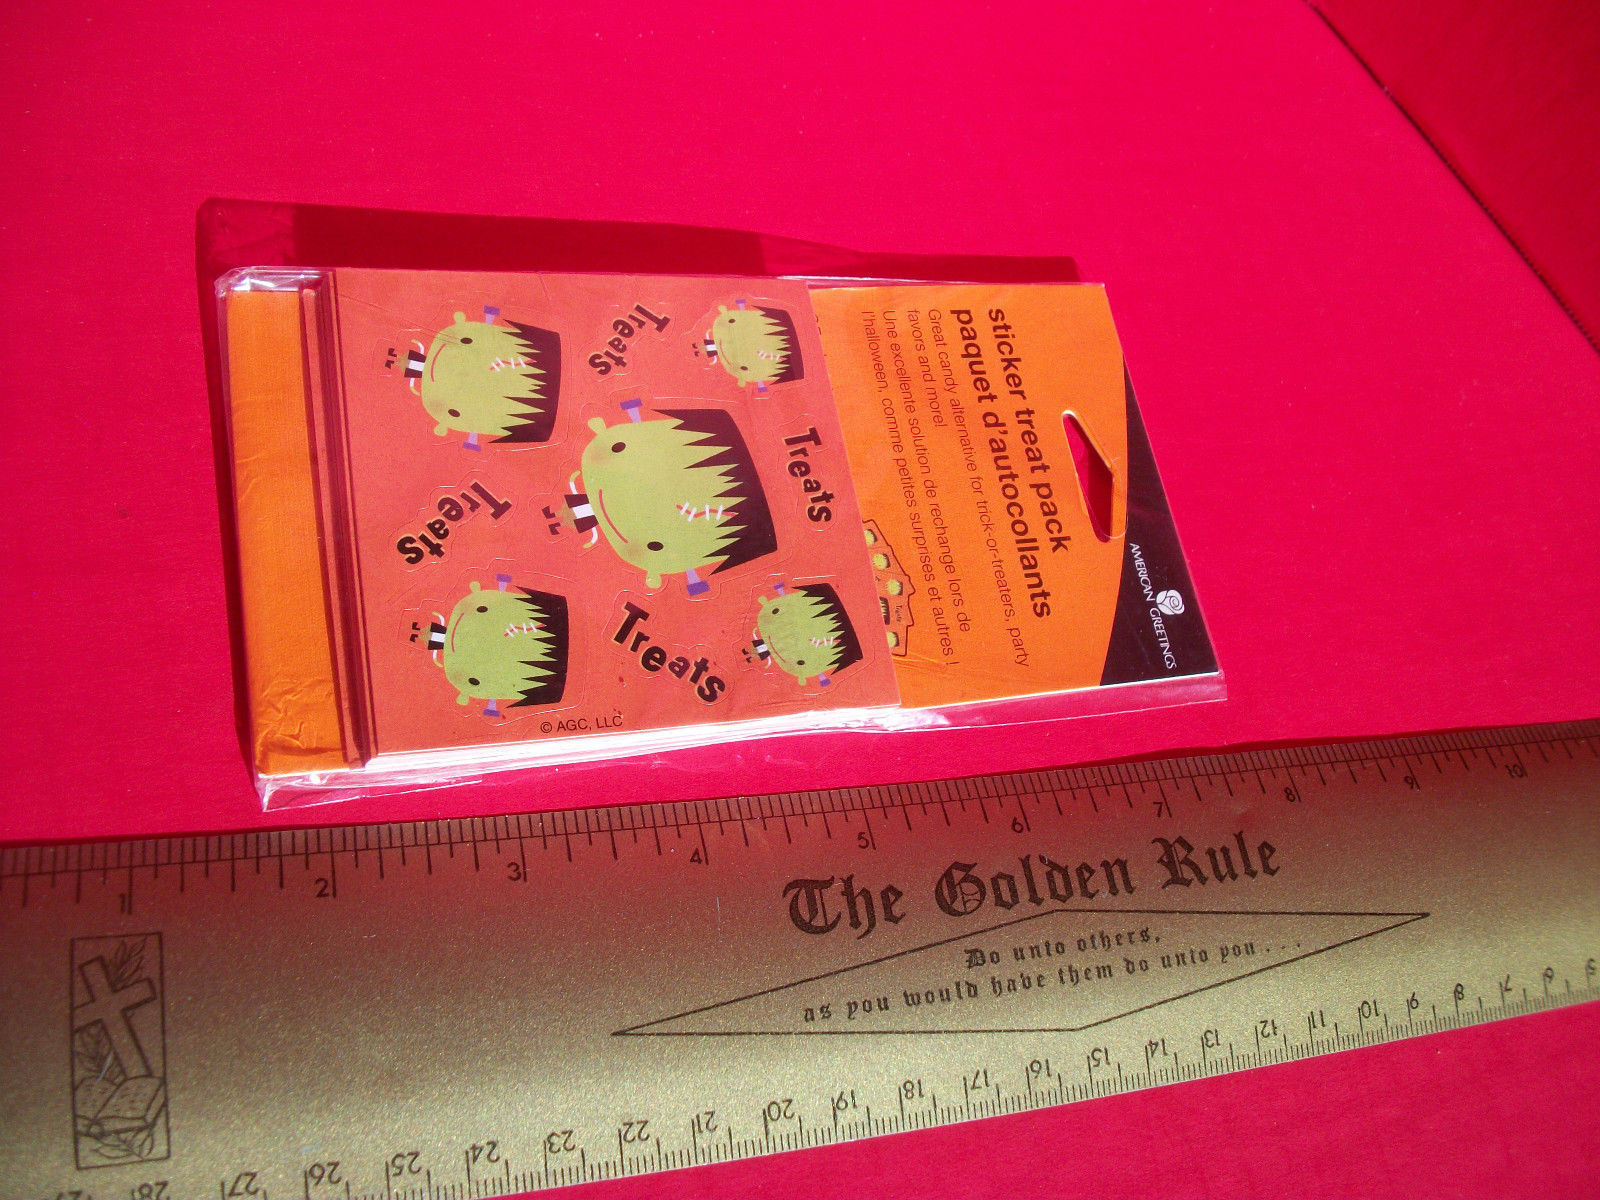 sticker treat pack
paquet d'autocollants
Great candy alternative for trick-or-treaters, party
favors and more!
Une excellente solution de rechange lors de
l'halloween, comme petites surprises et autres !
AMERICAN GREETINGS
Treats
Treats
Treats
Treats
© AGC, LLC
1 2 3 4 5 6 7 8 9 10
The Golden Rule
Do unto others,
as you would have them do unto you . . .
28 27 26 25 24 23 22 21 20 19 18 17 16 15 14 13 12 11 10 9 8 7 6 5